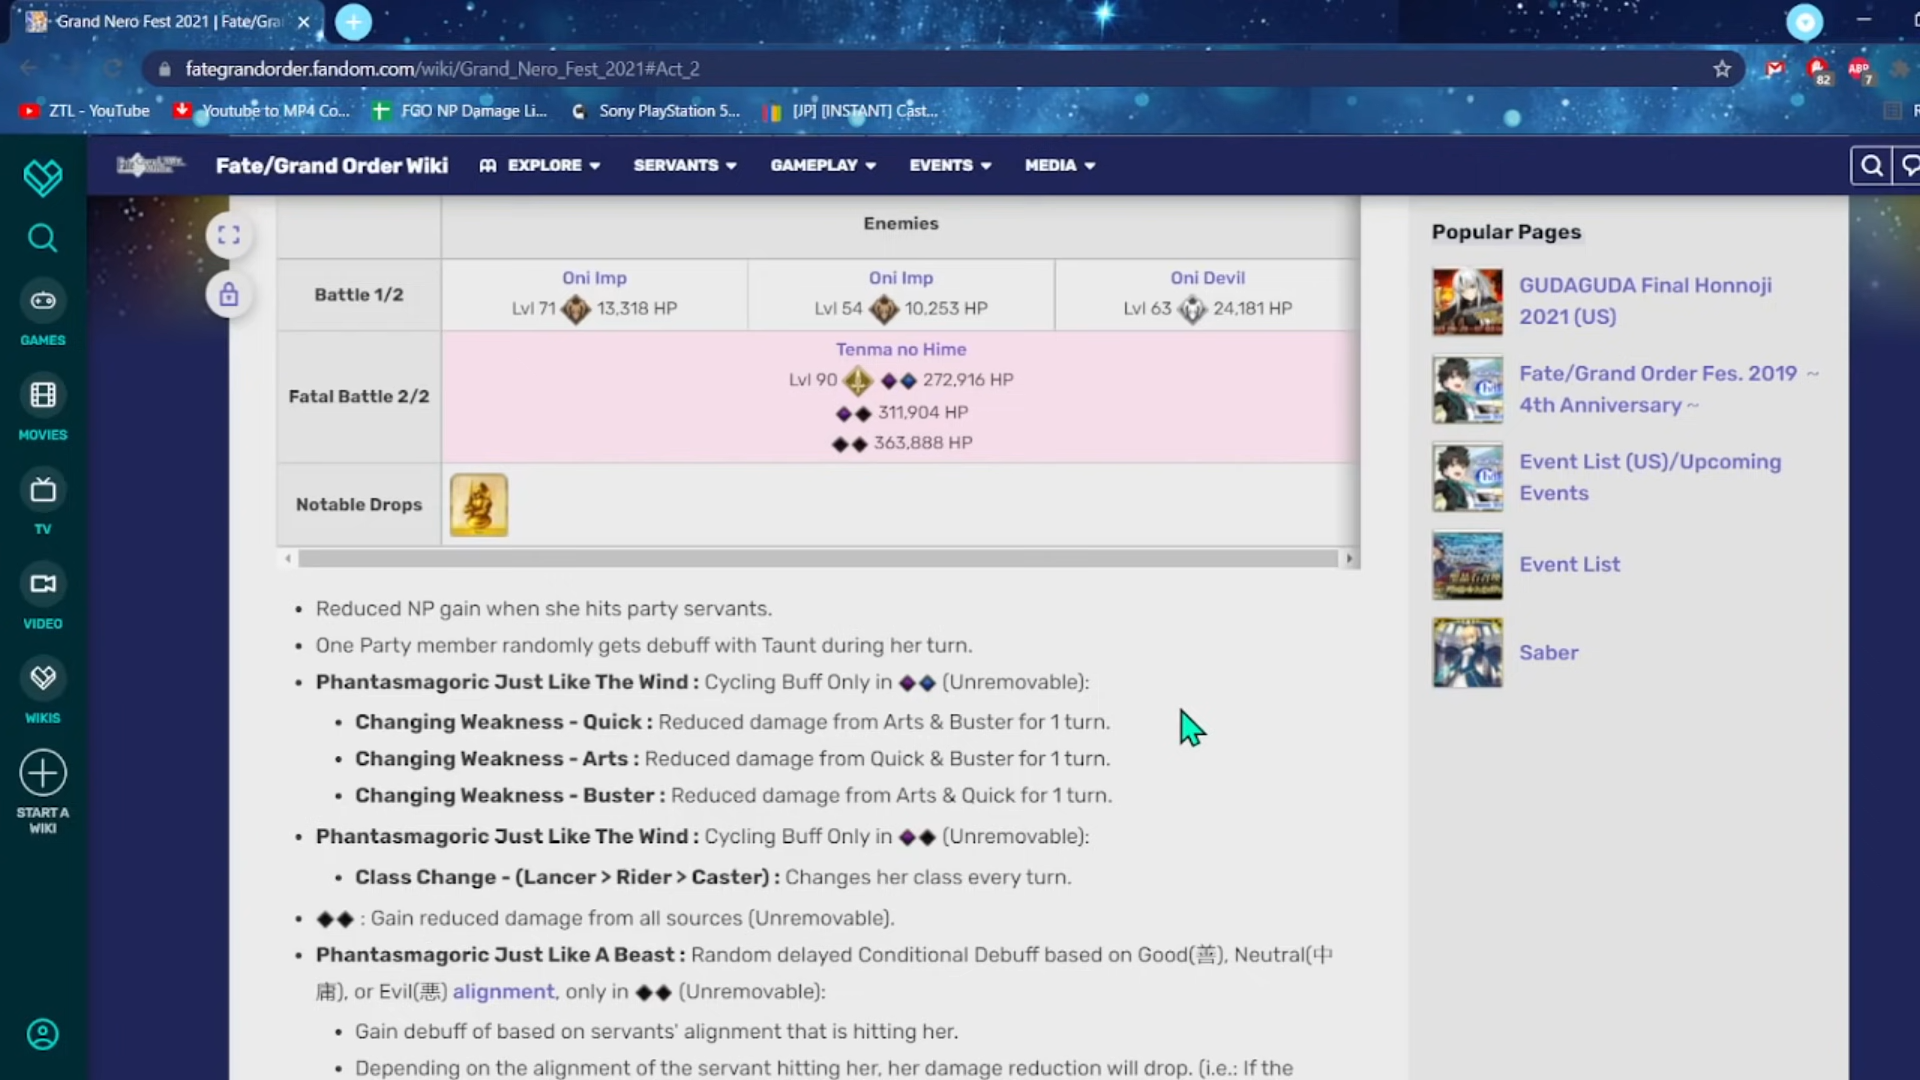 Grand Nero Fest 2021 | Fate/Gra
fategrandorder.fandom.com/wiki/Grand_Nero_Fest_2021#Act_2
82
ABP
7
ZTL - YouTube
Youtube to MP4 Co...
FGO NP Damage Li...
Sony PlayStation 5...
[JP] [INSTANT] Cast...
R
Fate/Grand Order Wiki
EXPLORE
SERVANTS
GAMEPLAY
EVENTS
MEDIA
GAMES
MOVIES
TV
VIDEO
WIKIS
START A
WIKI
Enemies
Battle 1/2
Oni Imp
Lvl 71 13,318 HP
Oni Imp
Lvl 54 10,253 HP
Oni Devil
Lvl 63 24,181 HP
Fatal Battle 2/2
Tenma no Hime
Lvl 90 272,916 HP
311,904 HP
363,888 HP
Notable Drops
• Reduced NP gain when she hits party servants.
• One Party member randomly gets debuff with Taunt during her turn.
• Phantasmagoric Just Like The Wind : Cycling Buff Only in ◆◆ (Unremovable):
• Changing Weakness - Quick : Reduced damage from Arts & Buster for 1 turn.
• Changing Weakness - Arts : Reduced damage from Quick & Buster for 1 turn.
• Changing Weakness - Buster : Reduced damage from Arts & Quick for 1 turn.
• Phantasmagoric Just Like The Wind : Cycling Buff Only in ◆◆ (Unremovable):
• Class Change - (Lancer > Rider > Caster) : Changes her class every turn.
• ◆◆ : Gain reduced damage from all sources (Unremovable).
• Phantasmagoric Just Like A Beast : Random delayed Conditional Debuff based on Good(善), Neutral(中
庸), or Evil(悪) alignment, only in ◆◆ (Unremovable):
• Gain debuff of based on servants' alignment that is hitting her.
• Depending on the alignment of the servant hitting her, her damage reduction will drop. (i.e.: If the
Popular Pages
GUDAGUDA Final Honnoji
2021 (US)
Fate/Grand Order Fes. 2019 ~
4th Anniversary ~
Event List (US)/Upcoming
Events
Event List
Saber